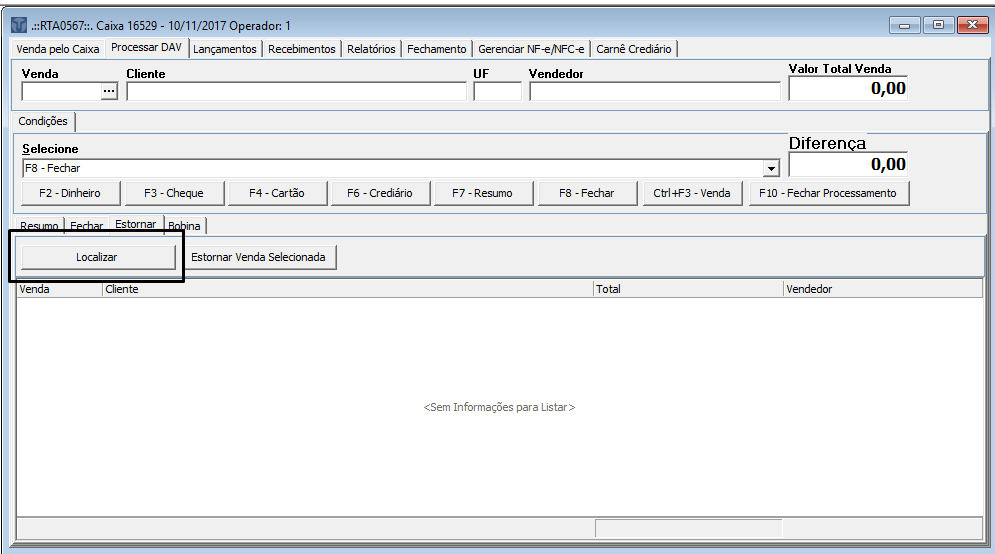 .::RTA0567::. Caixa 16529 - 10/11/2017 Operador: 1
Venda pelo Caixa Processar DAV Lançamentos Recebimentos Relatórios Fechamento Gerenciar NF-e/NFC-e Carnê Crediário
Venda Cliente UF Vendedor Valor Total Venda
... 0,00
Condições
Selecione Diferença
F8 - Fechar 0,00
F2 - Dinheiro F3 - Cheque F4 - Cartão F6 - Crediário F7 - Resumo F8 - Fechar Ctrl+F3 - Venda F10 - Fechar Processamento
Resumo Fechar Estornar Bobina
Localizar Estornar Venda Selecionada
Venda Cliente Total Vendedor
<Sem Informações para Listar>